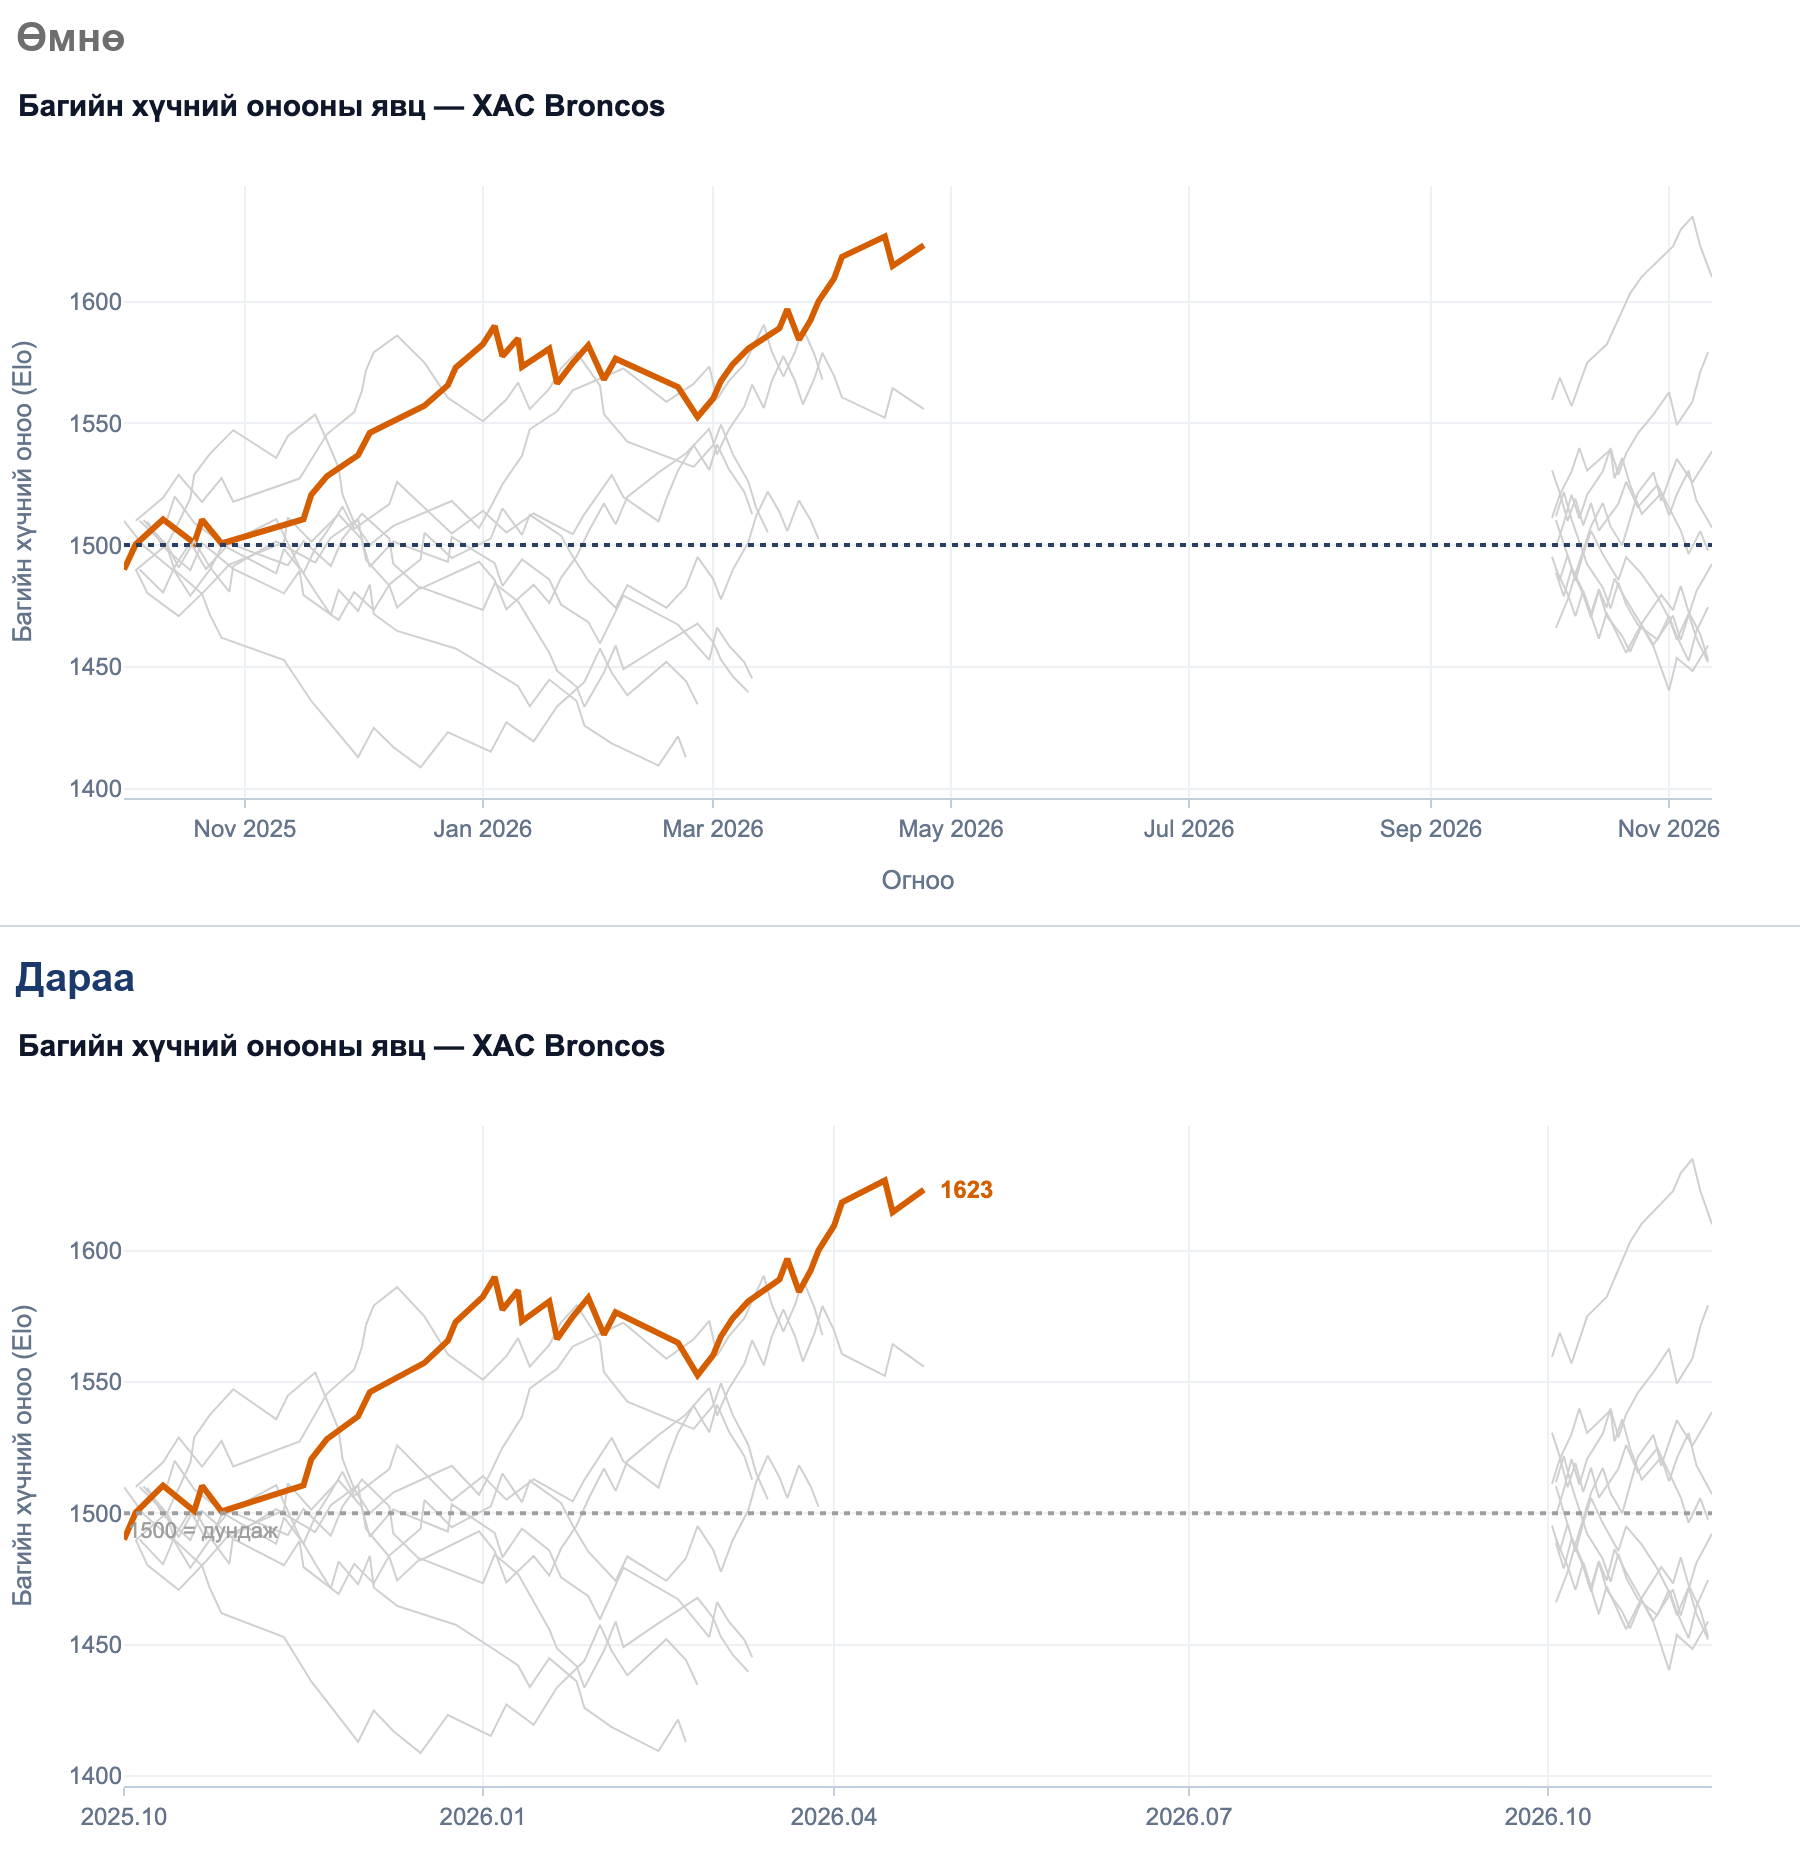 Өмнө
Багийн хүчний онооны явц — XAC Broncos
Багийн хүчний оноо (Elo)
1600
1550
1500
1450
1400
Nov 2025 Jan 2026 Mar 2026 May 2026 Jul 2026 Sep 2026 Nov 2026
Огноо
Дараа
Багийн хүчний онооны явц — XAC Broncos
Багийн хүчний оноо (Elo)
1623
1600
1550
1500
1500 = дундаж
1450
1400
2025.10 2026.01 2026.04 2026.07 2026.10